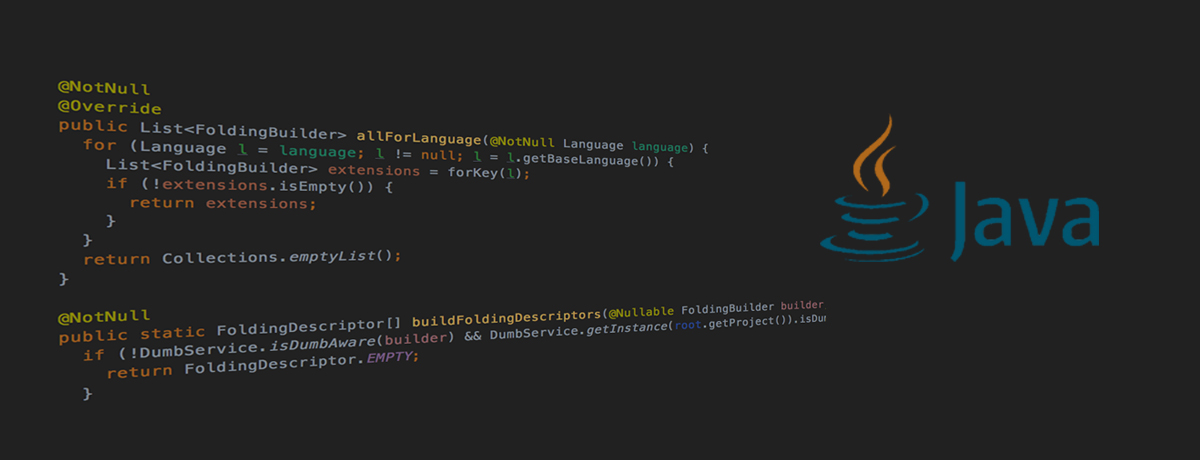 @NotNull
@Override
public List<FoldingBuilder> allForLanguage(@NotNull Language language) {
for (Language l = language; l != null; l = l.getBaseLanguage()) {
List<FoldingBuilder> extensions = forKey(l);
if (!extensions.isEmpty()) {
return extensions;
}
}
return Collections.emptyList();
}
@NotNull
public static FoldingDescriptor[] buildFoldingDescriptors(@Nullable FoldingBuilder builder
if (!DumbService.isDumbAware(builder) && DumbService.getInstance(root.getProject()).isDu
return FoldingDescriptor.EMPTY;
}
Java